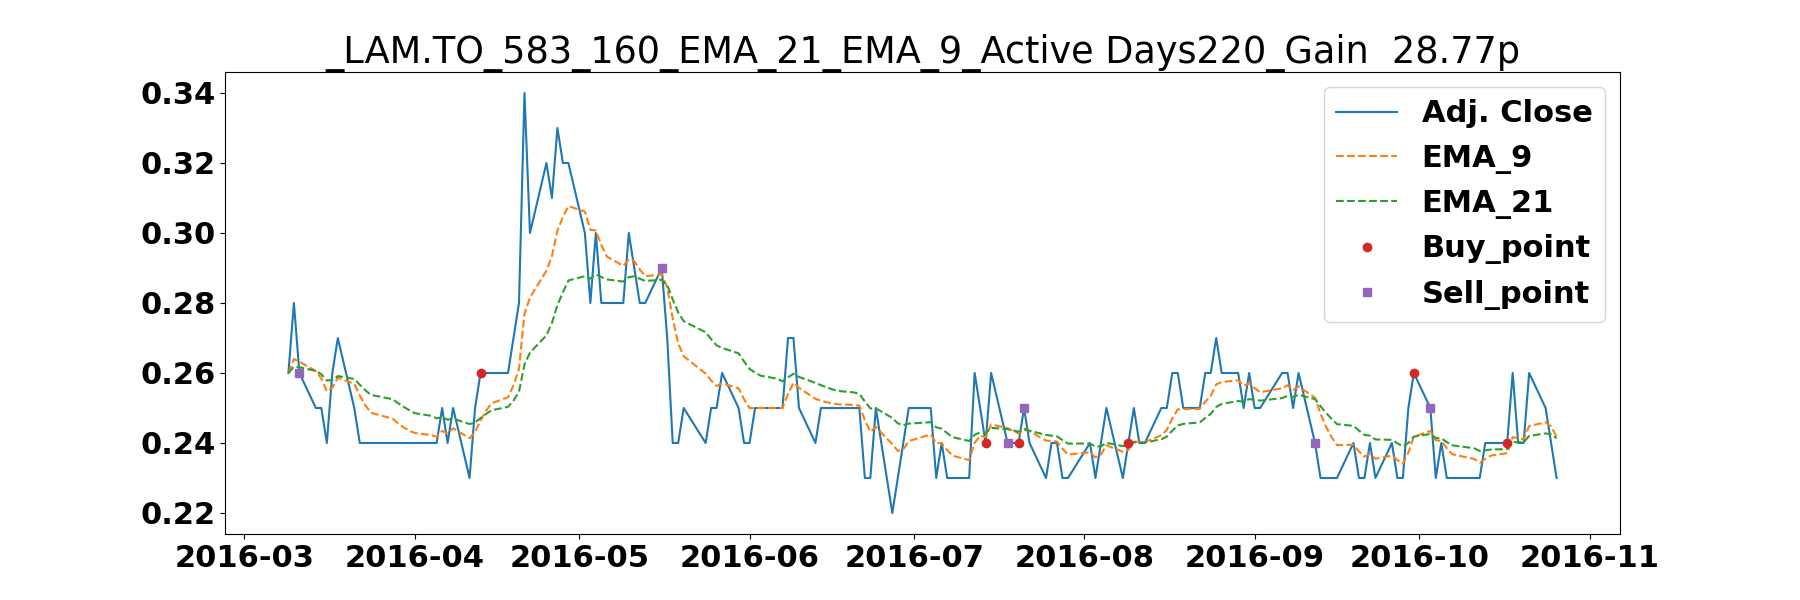 _LAM.TO_583_160_EMA_21_EMA_9_Active Days220_Gain  28.77p
0.34
0.32
0.30
0.28
0.26
0.24
0.22
Adj. Close
EMA_9
EMA_21
Buy_point
Sell_point
2016-03 2016-04 2016-05 2016-06 2016-07 2016-08 2016-09 2016-10 2016-11